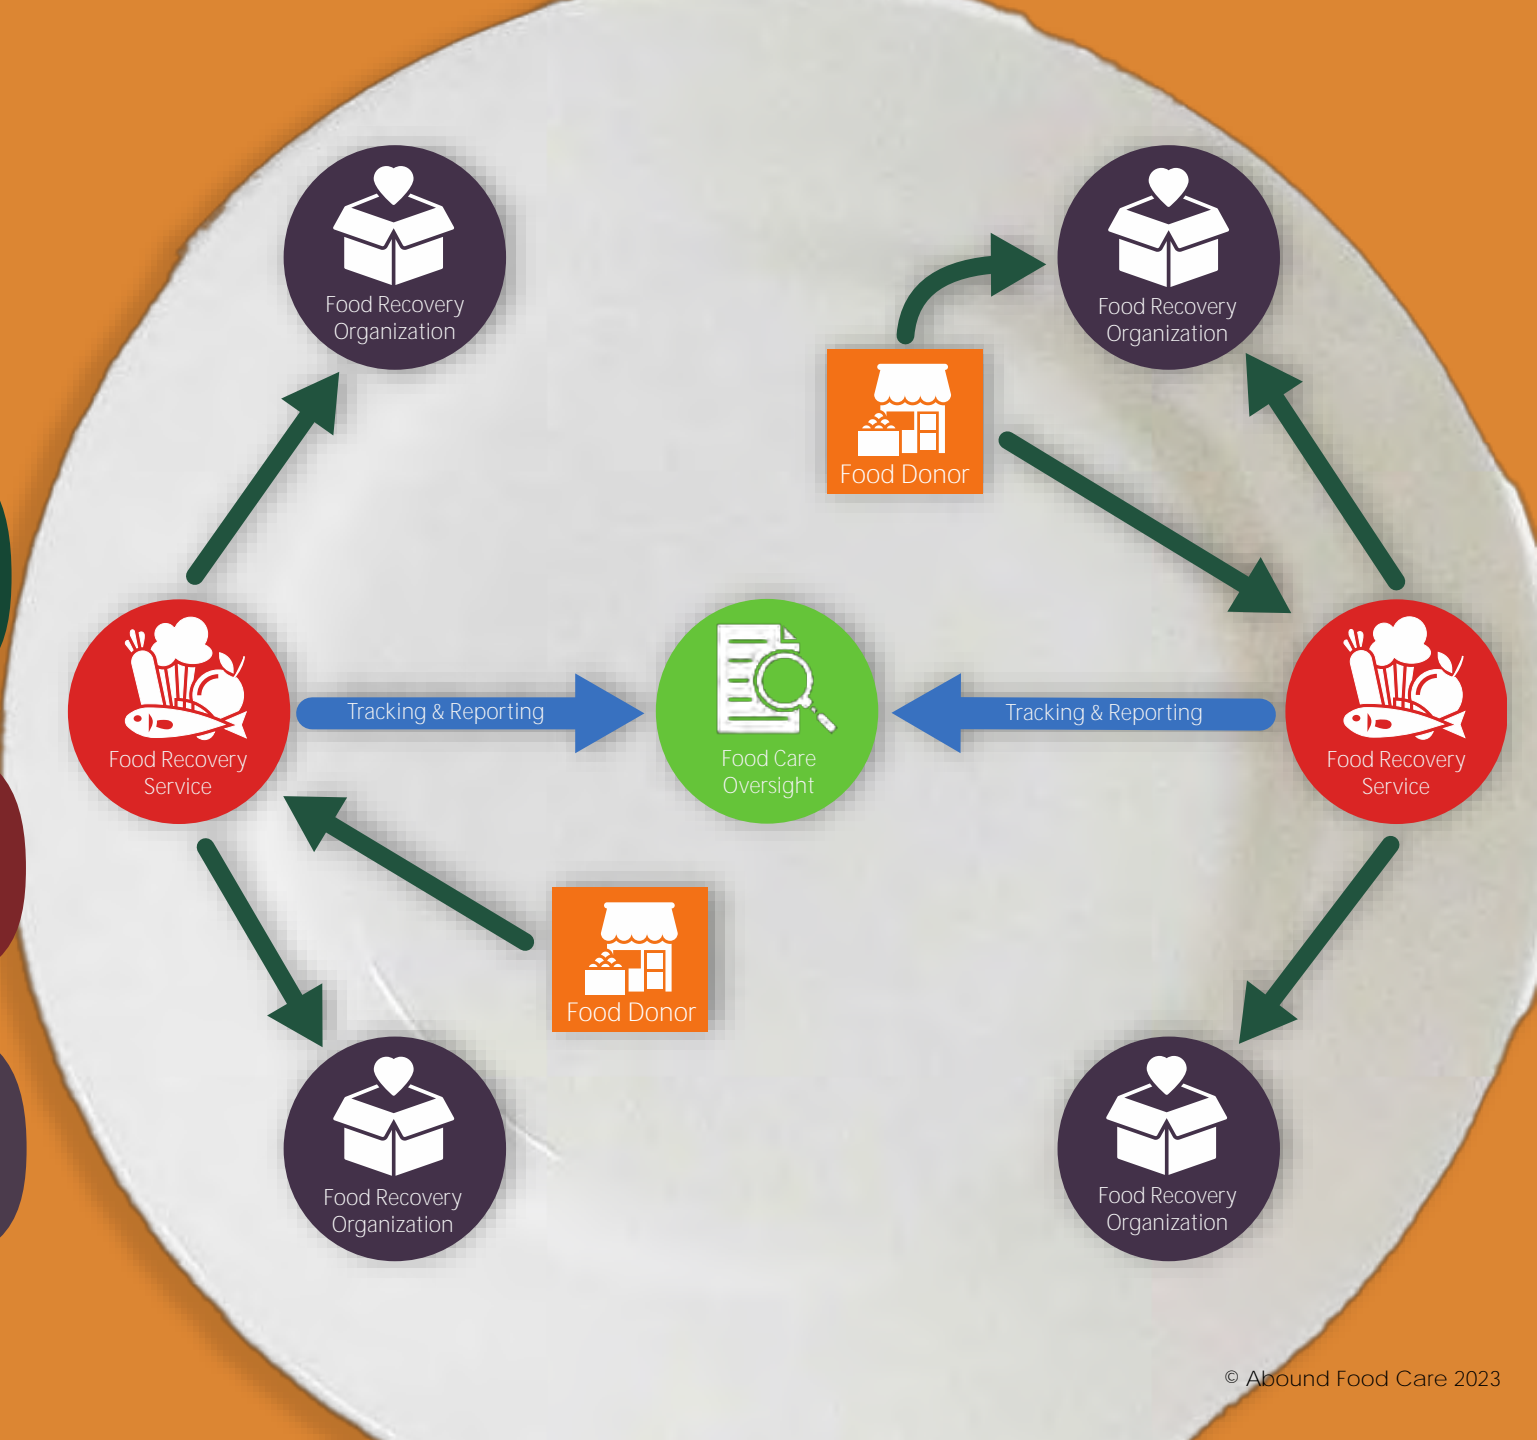 Food Recovery
Organization
Food Recovery
Organization
Food Donor
Food Recovery
Service
Tracking & Reporting
Food Care
Oversight
Tracking & Reporting
Food Recovery
Service
Food Donor
Food Recovery
Organization
Food Recovery
Organization
© Abound Food Care 2023